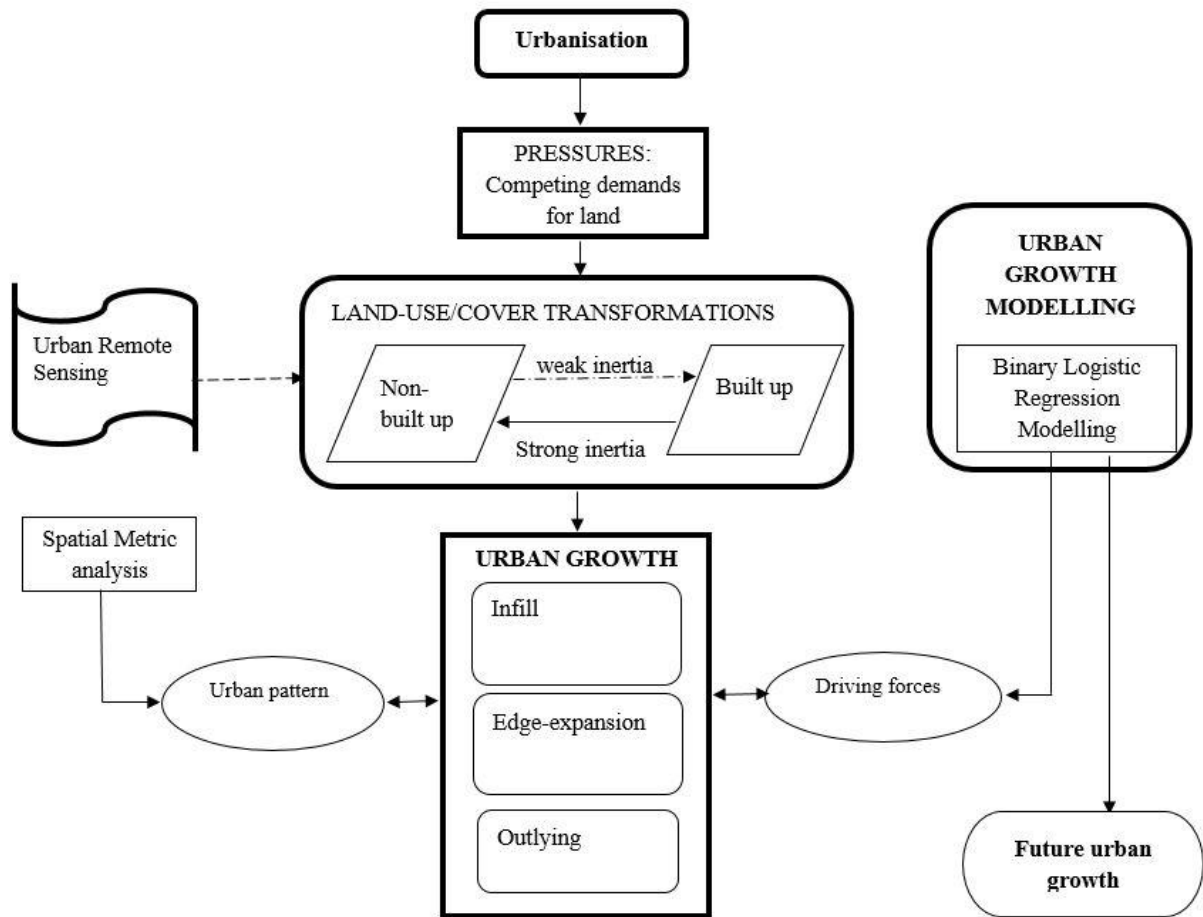 Urbanisation
PRESSURES:
Competing demands
for land
URBAN
GROWTH
MODELLING
Binary Logistic
Regression
Modelling
LAND-USE/COVER TRANSFORMATIONS
Urban Remote
Sensing
Non-
built up
weak inertia
Built up
Strong inertia
Spatial Metric
analysis
URBAN GROWTH
Infill
Urban pattern
Edge-expansion
Driving forces
Outlying
Future urban
growth